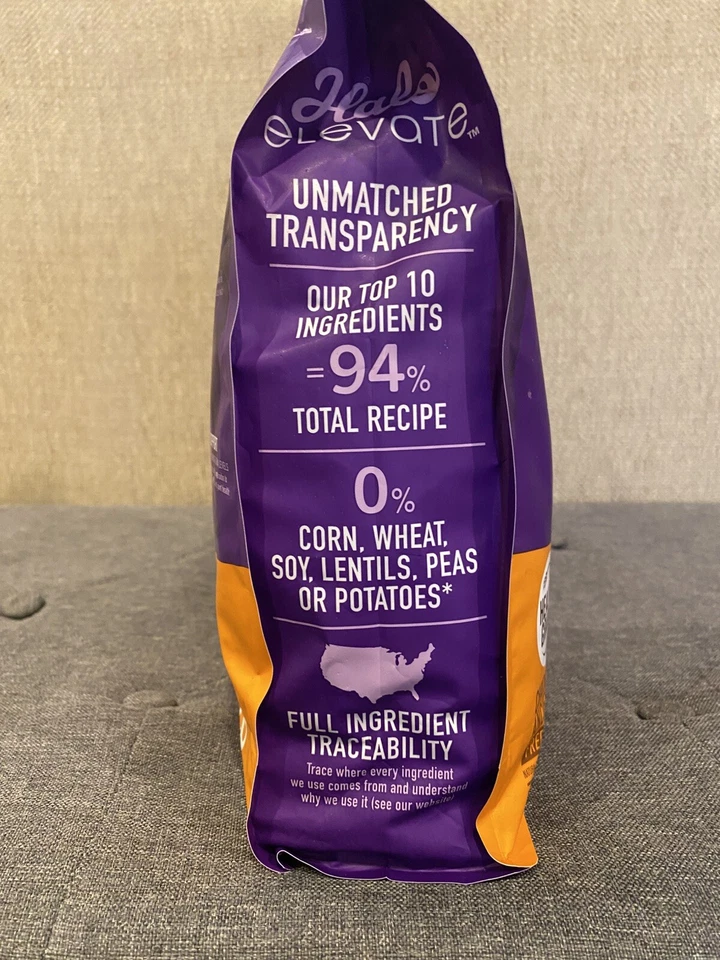 Halo
eLeVaTe™
UNMATCHED
TRANSPARENCY
OUR TOP 10
INGREDIENTS
=94%
TOTAL RECIPE
0%
CORN, WHEAT,
SOY, LENTILS, PEAS
OR POTATOES*
FULL INGREDIENT
TRACEABILITY
Trace where every ingredient
we use comes from and understand
why we use it (see our website)